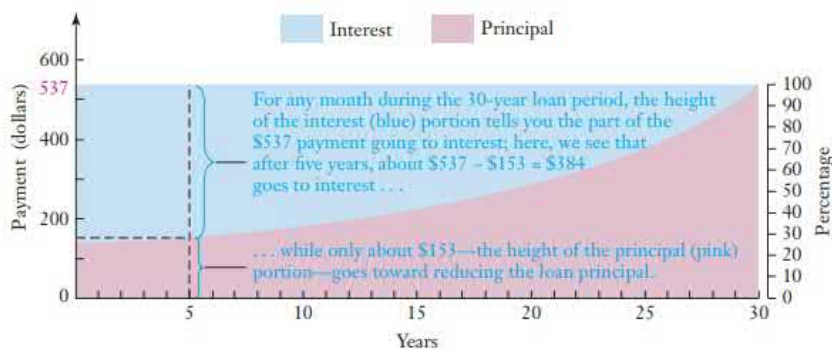 Interest
Principal
Payment (dollars)
600
537
400
200
0
For any month during the 30-year loan period, the height
of the interest (blue) portion tells you the part of the
$537 payment going to interest; here, we see that
after five years, about $537 – $153 = $384
goes to interest . . .
. . . while only about $153—the height of the principal (pink)
portion—goes toward reducing the loan principal.
100
90
80
70
60
50
40
30
20
10
0
Percentage
5
10
15
20
25
30
Years